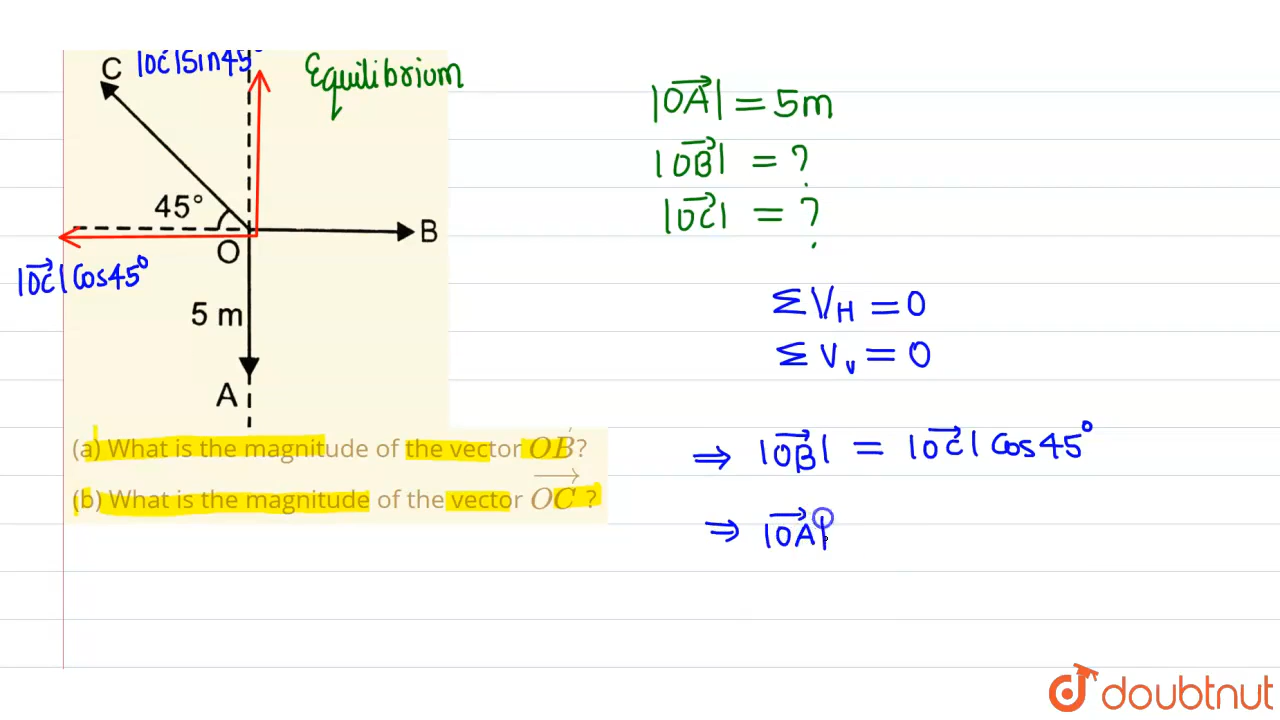 |OC|Sin45°
C
Equilibrium
45°
O
B
|OC|Cos45°
5 m
A
(a) What is the magnitude of the vector OB?
(b) What is the magnitude of the vector OC ?
|OA| = 5m
|OB| = ?
|OC| = ?
ΣV_H = 0
ΣV_v = 0
⇒ |OB| = |OC| Cos45°
⇒ |OA|
doubtnut